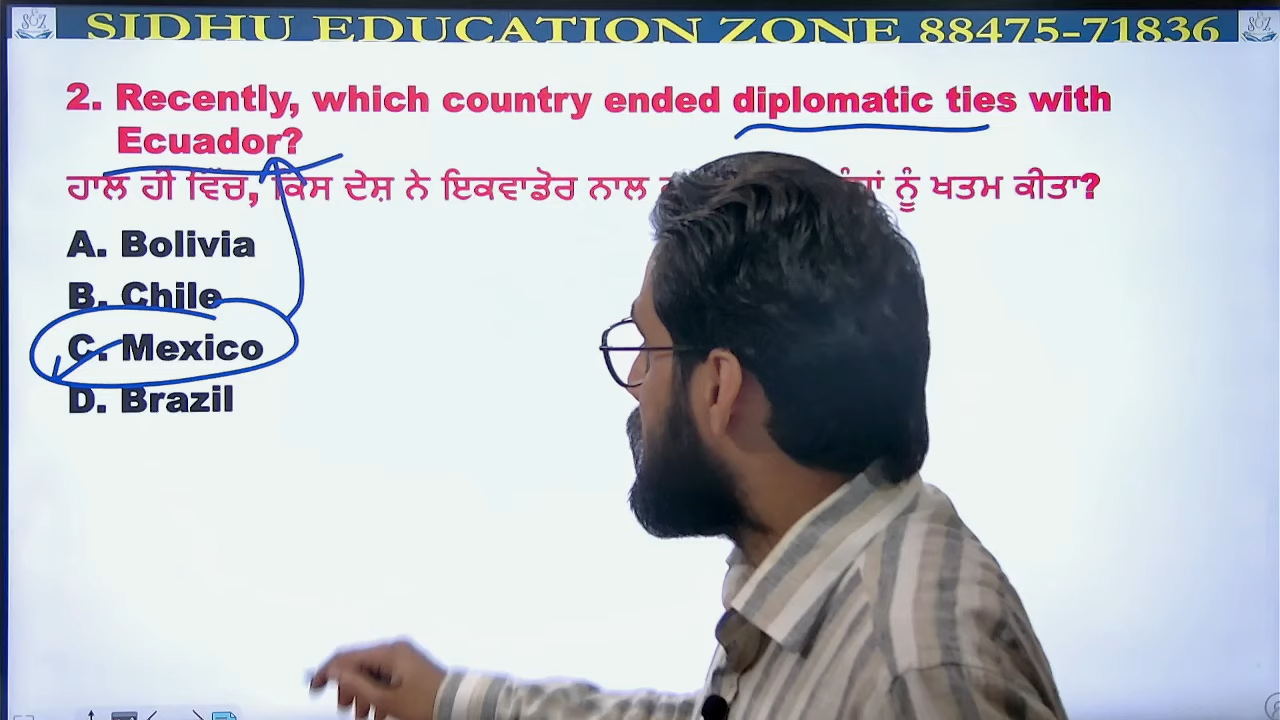 SIDHU EDUCATION ZONE 88475-71836
2. Recently, which country ended diplomatic ties with
Ecuador?
ਹਾਲ ਹੀ ਵਿੱਚ, ਕਿਸ ਦੇਸ਼ ਨੇ ਇਕਵਾਡੋਰ ਨਾਲ ਨੂੰ ਖਤਮ ਕੀਤਾ?
A. Bolivia
B. Chile
C. Mexico
D. Brazil